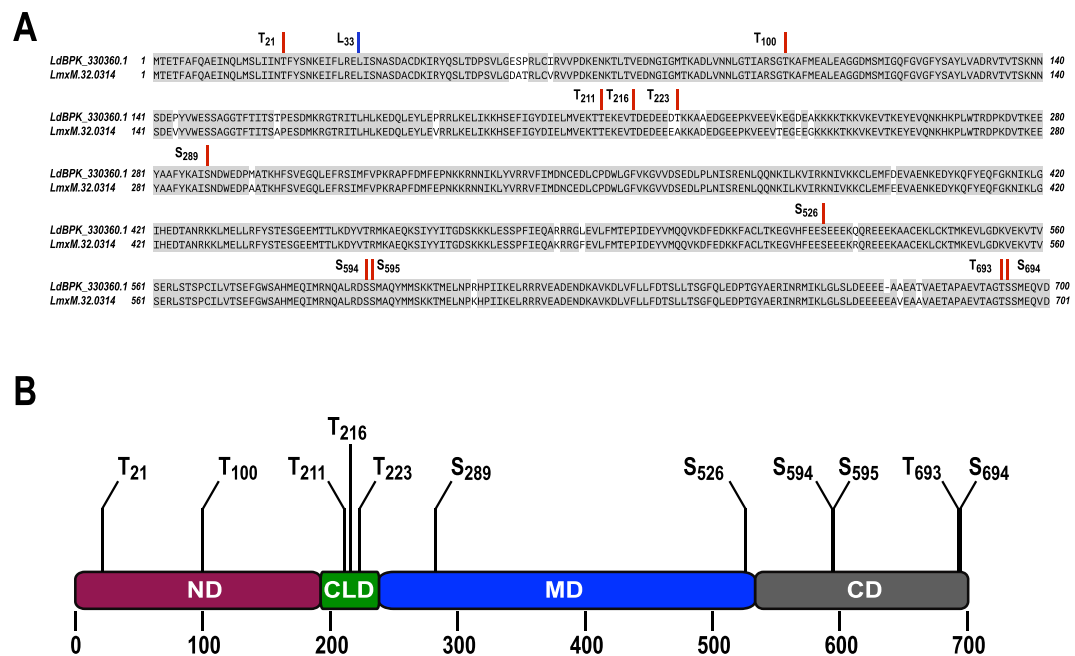 A
T21 L33 T100
LdBPK_330360.1 1 MTETFAFQAEINQLMSLIINTFYSNKEIFLRELISNASDACDKIRYQSLTDPSVLGESPRLCIRVVPDKENKTLTVEDNGIGMTKADLVNNLGTIARSGTKAFMEALEAGGDMSMIGQFGVGFYSAYLVADRVTVTSKNN 140
LmxM.32.0314 1 MTETFAFQAEINQLMSLIINTFYSNKEIFLRELISNASDACDKIRYQSLTDPSVLGDATRLCVRVVPDKENKTLTVEDNGIGMTKADLVNNLGTIARSGTKAFMEALEAGGDMSMIGQFGVGFYSAYLVADRVTVTSKNN 140
T211 T216 T223
LdBPK_330360.1 141 SDEPYVWESSAGGTFTITSTPESDMKRGTRITLHLKEDQLEYLEPRRLKELIKKHSEFIGYDIELMVEKTTEKEVTDEDEEDTKKAAEDGEEPKVEEVKEGDEAKKKKTKKVKEVTKEYEVQNKHKPLWTRDPKDVTKEE 280
LmxM.32.0314 141 SDEVYVWESSAGGTFTITSAPESDMKRGTRITLHLKEDQLEYLEARRLKELIKKHSEFIGYDIELMVEKTTEKEVTDEDEEEAKKADEDGEEPKVEEVTEGEEGKKKKTKKVKEVTKEYEVQNKHKPLWTRDPKDVTKEE 280
S289
LdBPK_330360.1 281 YAAFYKAISNDWEDPMATKHFSVEGQLEFRSIMFVPKRAPFDMFEPNKKRNNIKLYVRRVFIMDNCEDLCPDWLGFVKGVVDSEDLPLNISRENLQQNKILKVIRKNIVKKCLEMFDEVAENKEDYKQFYEQFGKNIKLG 420
LmxM.32.0314 281 YAAFYKAISNDWEDPAATKHFSVEGQLEFRSIMFVPKRAPFDMFEPNKKRNNIKLYVRRVFIMDNCEDLCPDWLGFVKGVVDSEDLPLNISRENLQQNKILKVIRKNIVKKCLEMFEEVAENKEDYKQFYEQFGKNIKLG 420
S526
LdBPK_330360.1 421 IHEDTANRKKLMELLRFYSTESGEEMTTLKDYVTRMKAEQKSIYYITGDSKKKLESSPFIEQARRRGLEVLFMTEPIDEYVMQQVKDFEDKKFACLTKEGVHFEESEEEKQQREEEKAACEKLCKTMKEVLGDKVEKVTV 560
LmxM.32.0314 421 IHEDTANRKKLMELLRFYSTESGEEMTTLKDYVTRMKAEQKSIYYITGDSKKKLESSPFIEQAKRRGFEVLFMTEPIDEYVMQQVKDFEDKKFACLTKEGVHFEESEEEKRQREEEKAACEKLCKTMKEVLGDKVEKVTV 560
S594 S595 T693 S694
LdBPK_330360.1 561 SERLSTSPCILVTSEFGWSAHMEQIMRNQALRDSSMAQYMMSKKTMELNPRHPIIKELRRRVEADENDKAVKDLVFLLFDTSLLTSGFQLEDPTGYAERINRMIKLGLSLDEEEE-AAEATVAETAPAEVTAGTSSMEQVD 700
LmxM.32.0314 561 SERLSTSPCILVTSEFGWSAHMEQIMRNQALRDSSMAQYMMSKKTMELNPKHPIIKELRRRVEADENDKAVKDLVFLLFDTSLLTSGFQLEDPTGYAERINRMIKLGLSLDEEEEEAVEAAVAETAPAEVTAGTSSMEQVD 701
B
T21 T100 T211 T216 T223 S289 S526 S594 S595 T693 S694
ND CLD MD CD
0 100 200 300 400 500 600 700